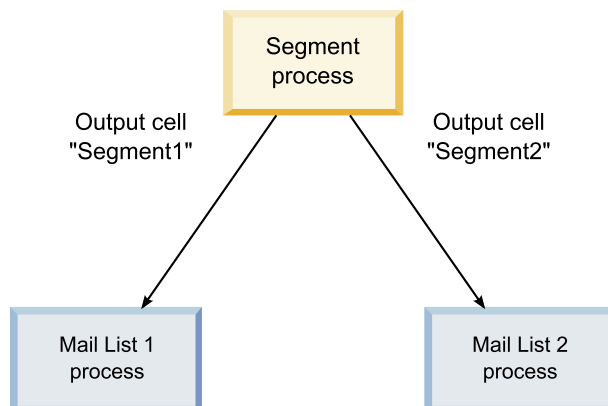 Segment
process
Output cell
"Segment1"
Output cell
"Segment2"
Mail List 1
process
Mail List 2
process